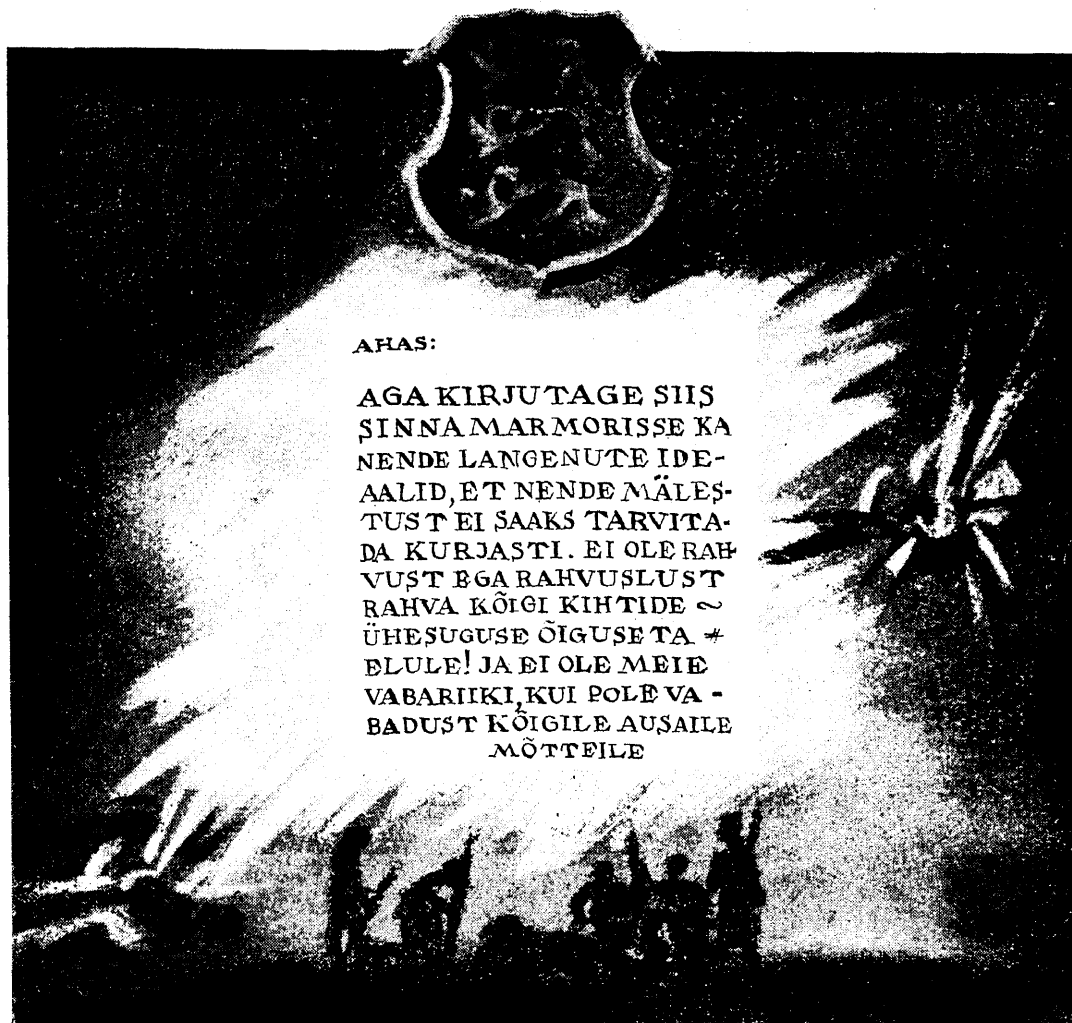 AHAS:
AGA KIRJUTAGE SIIS
SINNA MARMORISSE KA
NENDE LANGENUTE IDE-
AALID, ET NENDE MÄLES-
TUST EI SAAKS TARVITA-
DA KURJASTI. EI OLE RAH-
VUST EGA RAHVUSLUST
RAHVA KÕIGI KIHTIDE ~
ÜHESUGUSE ÕIGUSETA
ELULE! JA EI OLE MEIE
VABARIIKI, KUI POLE VA-
BADUST KÕIGILE AUSAILE
MÕTTEILE